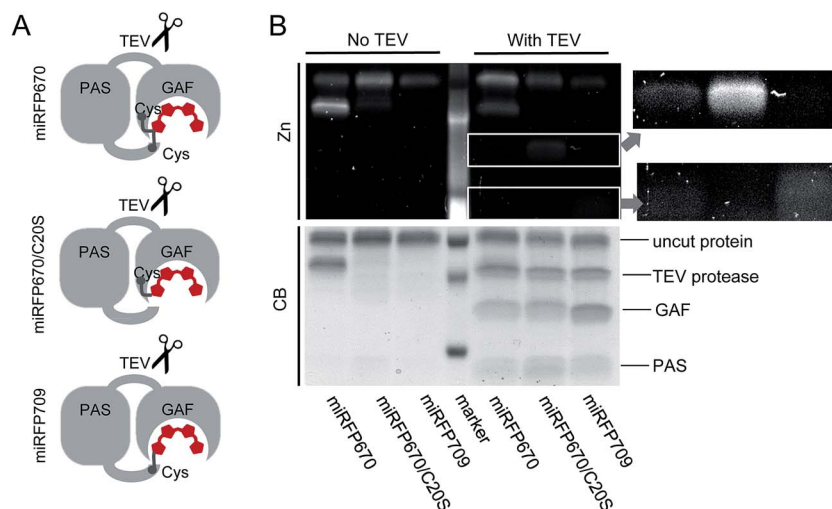 A
TEV
miRFP670
PAS
GAF
Cys
Cys
TEV
miRFP670/C20S
PAS
GAF
Cys
TEV
miRFP709
PAS
GAF
Cys
B
No TEV
With TEV
Zn
CB
uncut protein
TEV protease
GAF
PAS
miRFP670
miRFP670/C20S
miRFP709
marker
miRFP670
miRFP670/C20S
miRFP709